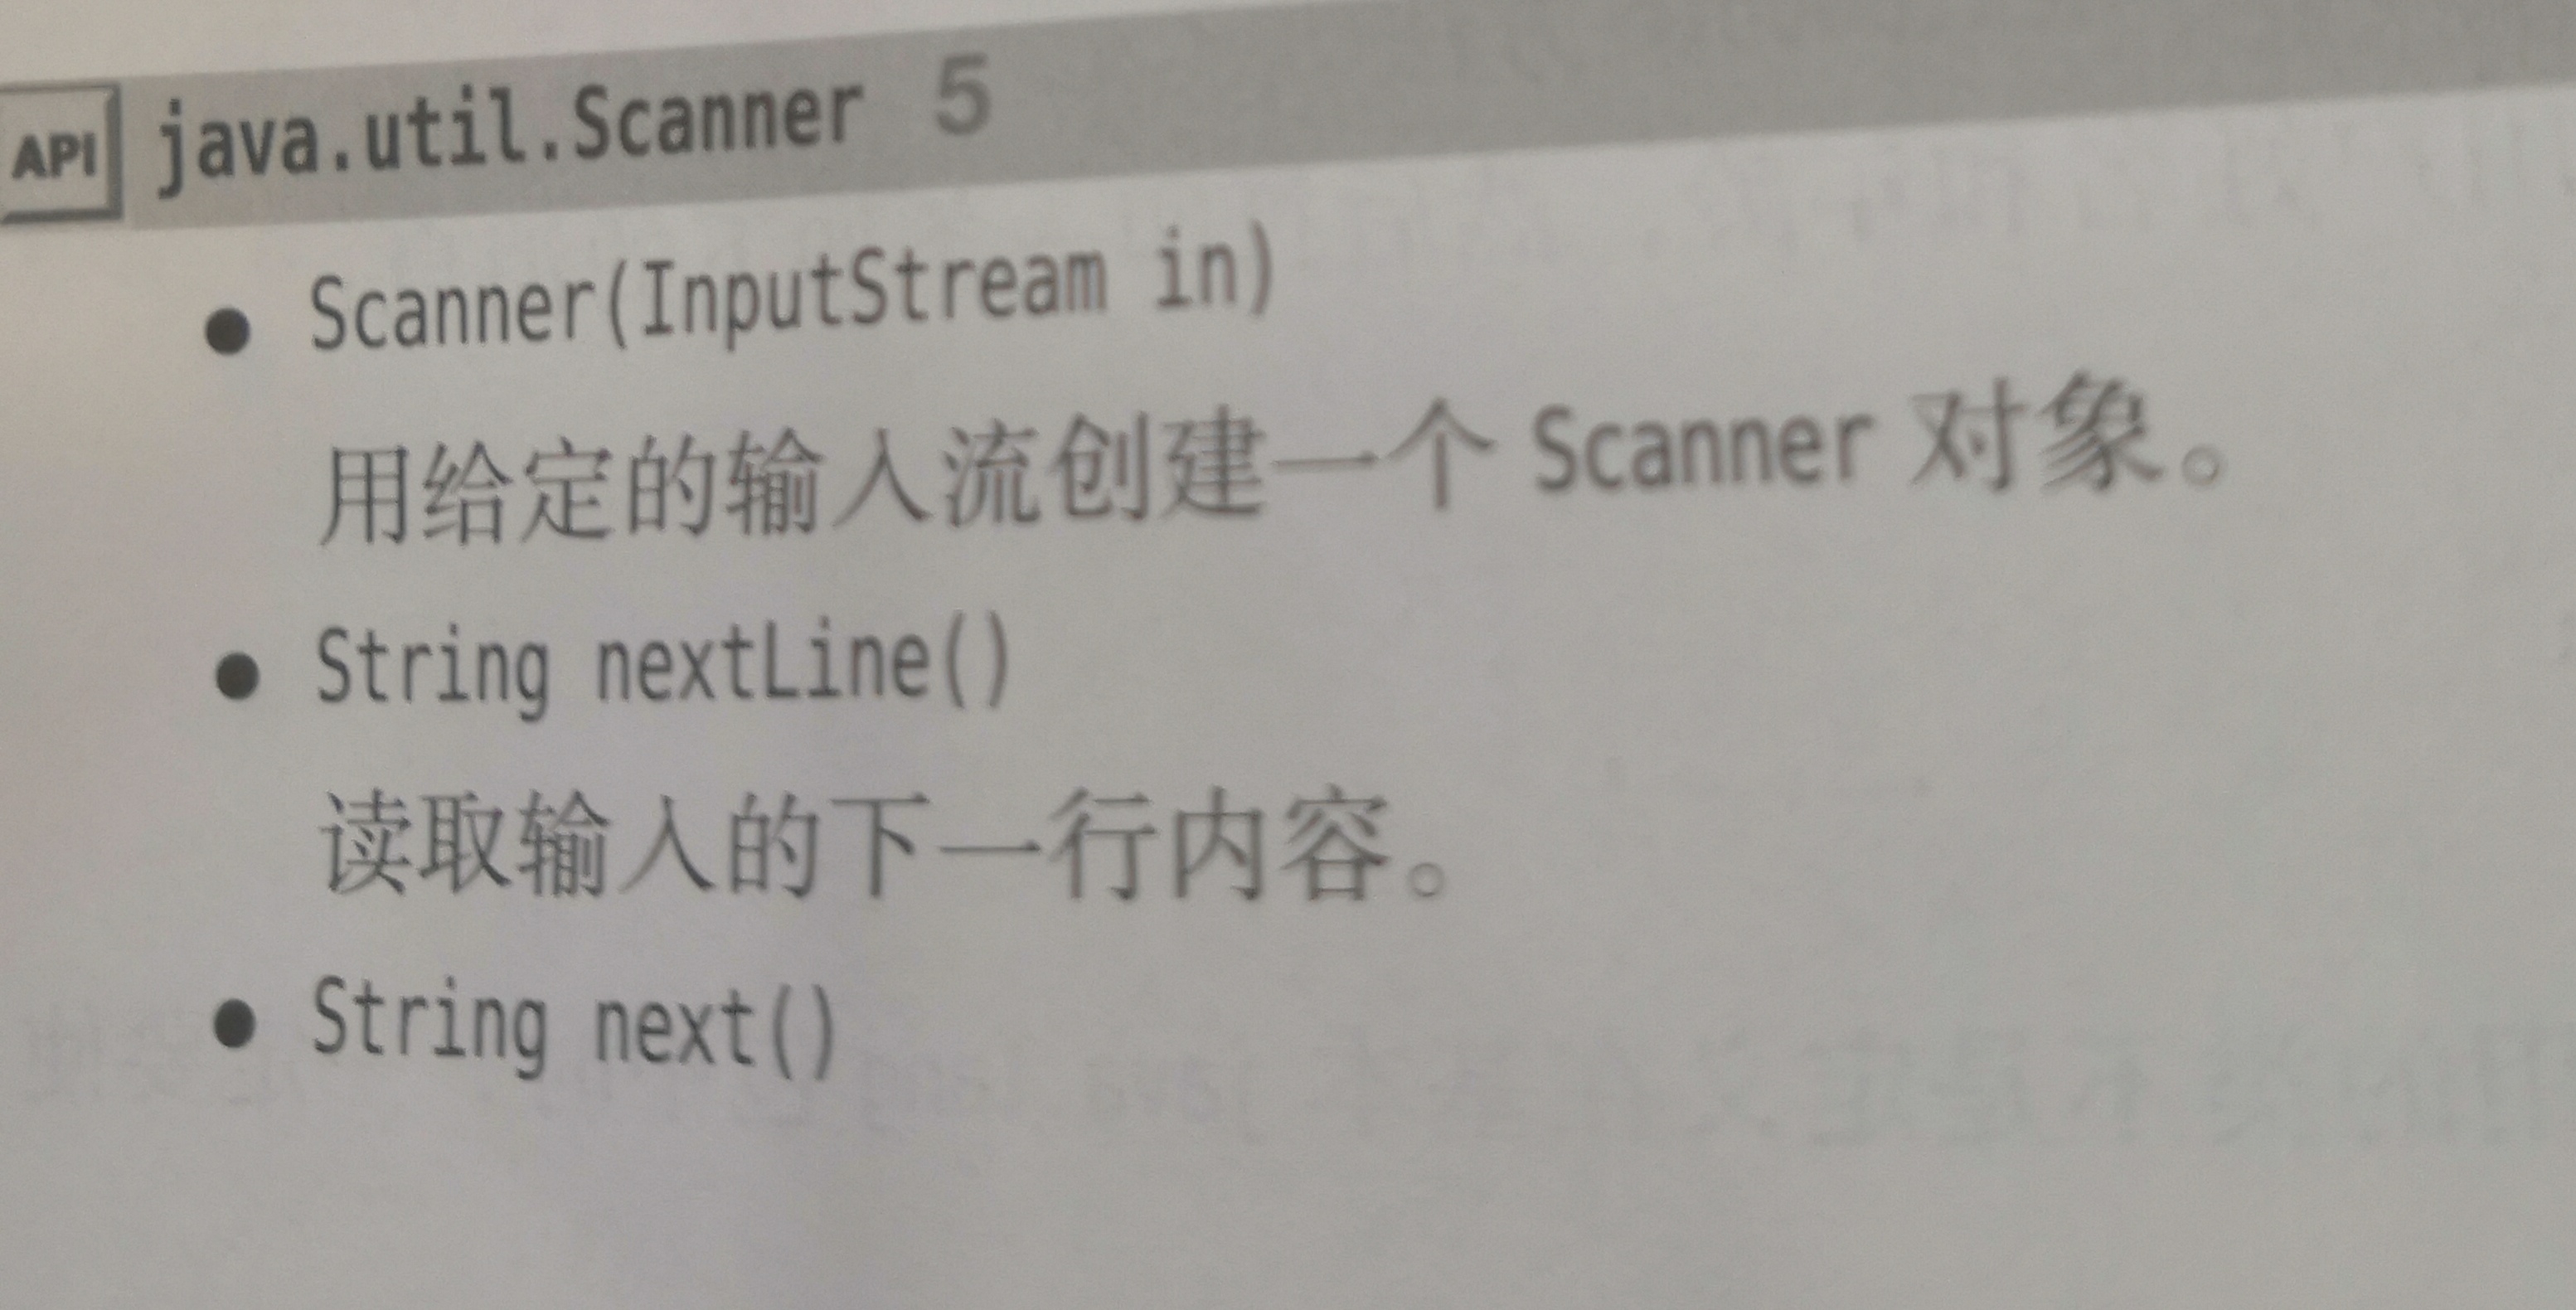 API java.util.Scanner 5
● Scanner(InputStream in)
用给定的输入流创建一个 Scanner 对象。
● String nextLine()
读取输入的下一行内容。
● String next()